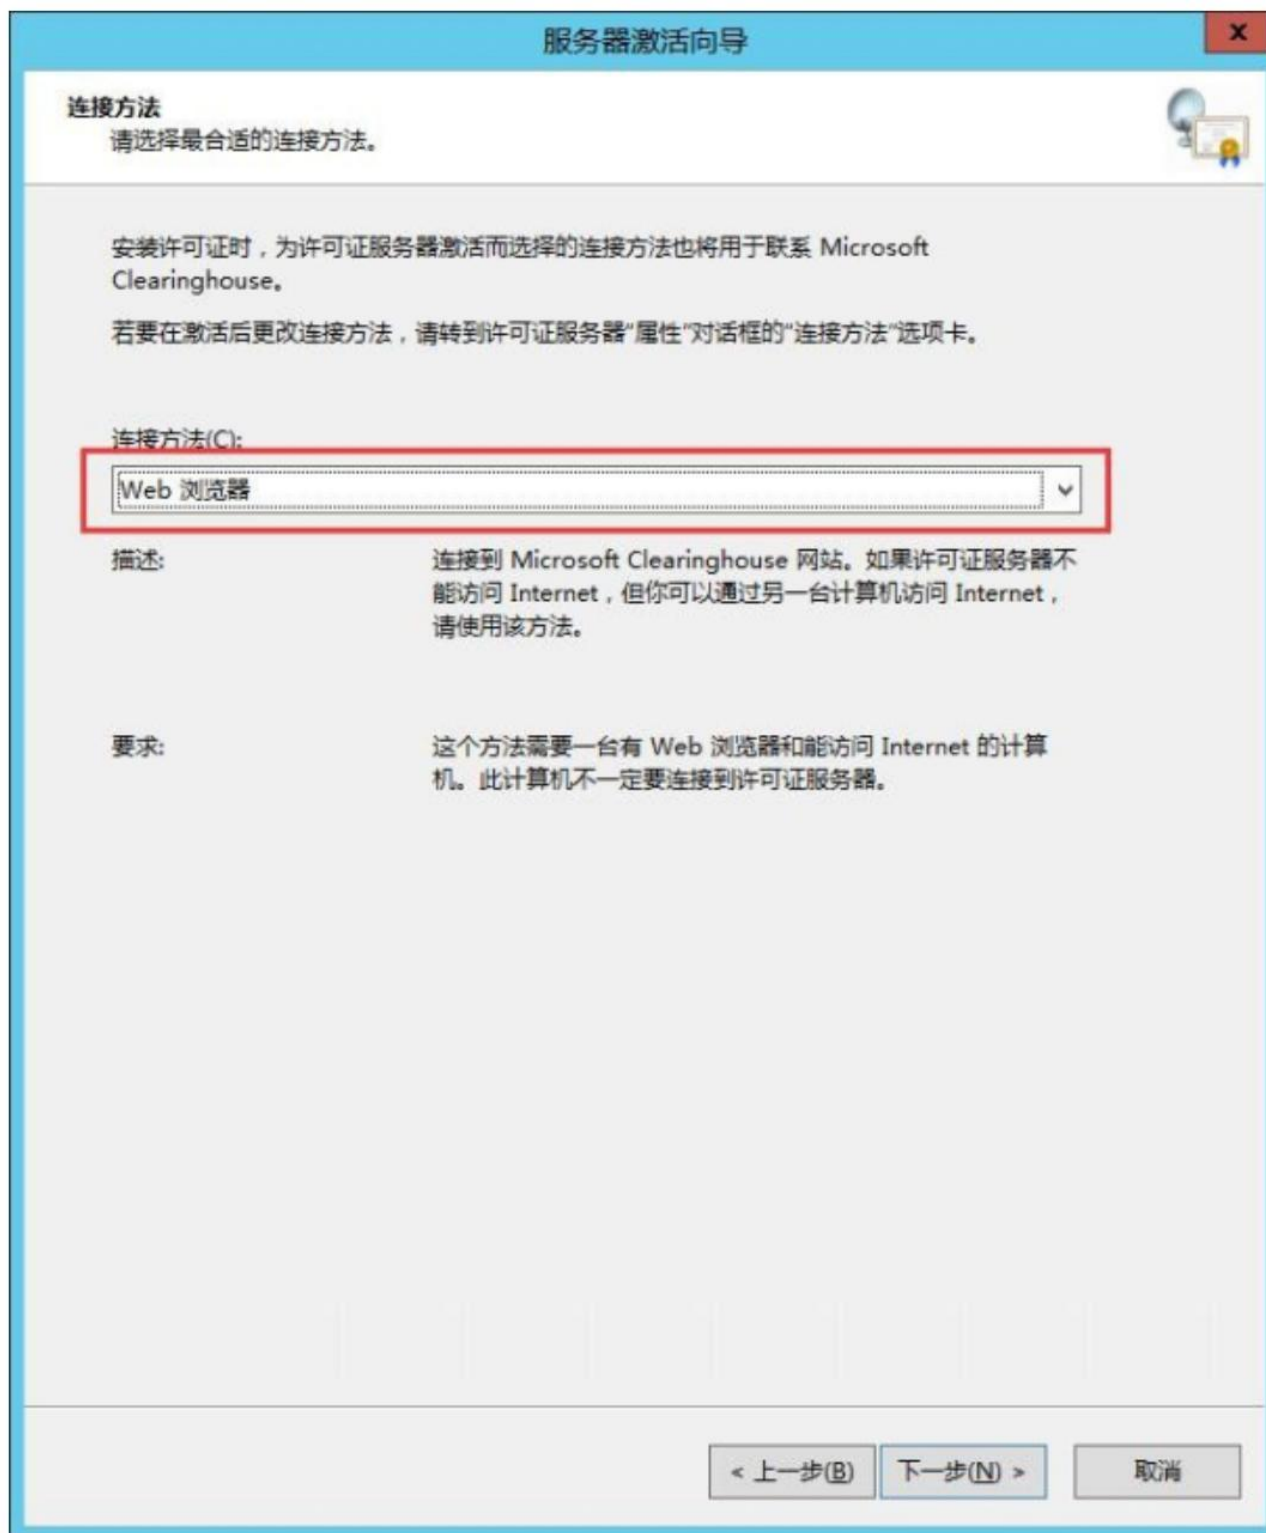 服务器激活向导
x
连接方法
请选择最合适的连接方法。
安装许可证时，为许可证服务器激活而选择的连接方法也将用于联系 Microsoft
Clearinghouse。
若要在激活后更改连接方法，请转到许可证服务器"属性"对话框的"连接方法"选项卡。
连接方法(C):
Web 浏览器
描述:
连接到 Microsoft Clearinghouse 网站。如果许可证服务器不
能访问 Internet，但你可以通过另一台计算机访问 Internet，
请使用该方法。
要求:
这个方法需要一台有 Web 浏览器和能访问 Internet 的计算
机。此计算机不一定要连接到许可证服务器。
< 上一步(B) 下一步(N) > 取消